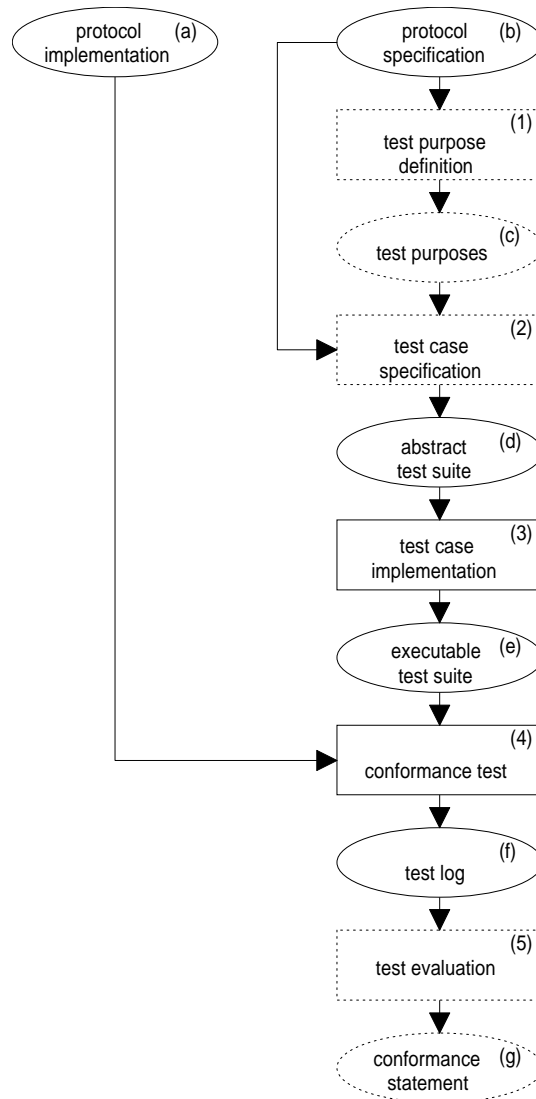 protocol (a)
implementation
protocol (b)
specification
(1)
test purpose
definition
(c)
test purposes
(2)
test case
specification
(d)
abstract
test suite
(3)
test case
implementation
(e)
executable
test suite
(4)
conformance test
(f)
test log
(5)
test evaluation
(g)
conformance
statement